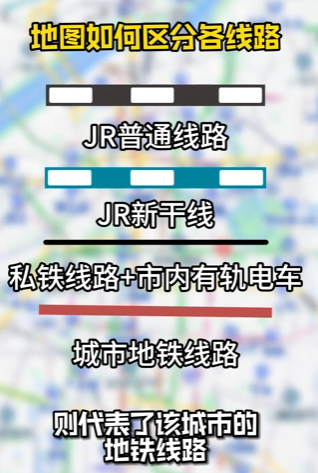 地图如何区分各线路
JR普通线路
JR新干线
私铁线路+市内有轨电车
城市地铁线路
则代表了该城市的
地铁线路